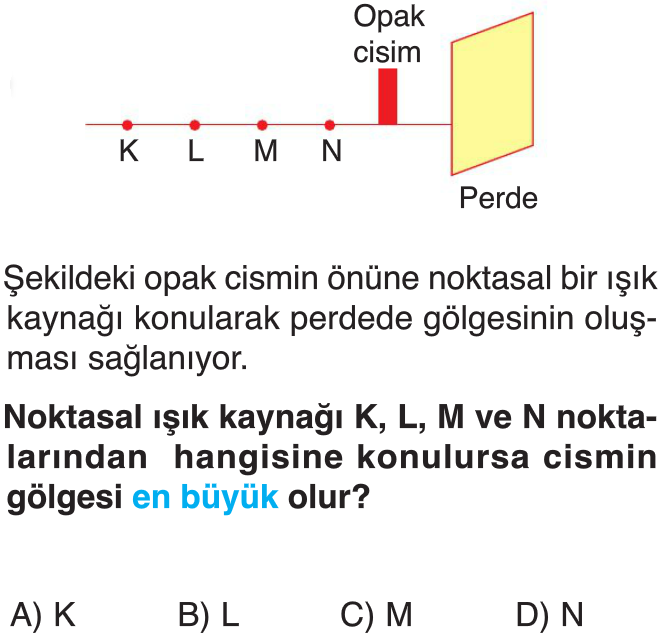 Opak
cisim
K L M N
Perde
Şekildeki opak cismin önüne noktasal bir ışık
kaynağı konularak perdede gölgesinin oluş-
ması sağlanıyor.
Noktasal ışık kaynağı K, L, M ve N nokta-
larından hangisine konulursa cismin
gölgesi en büyük olur?
A) K B) L C) M D) N